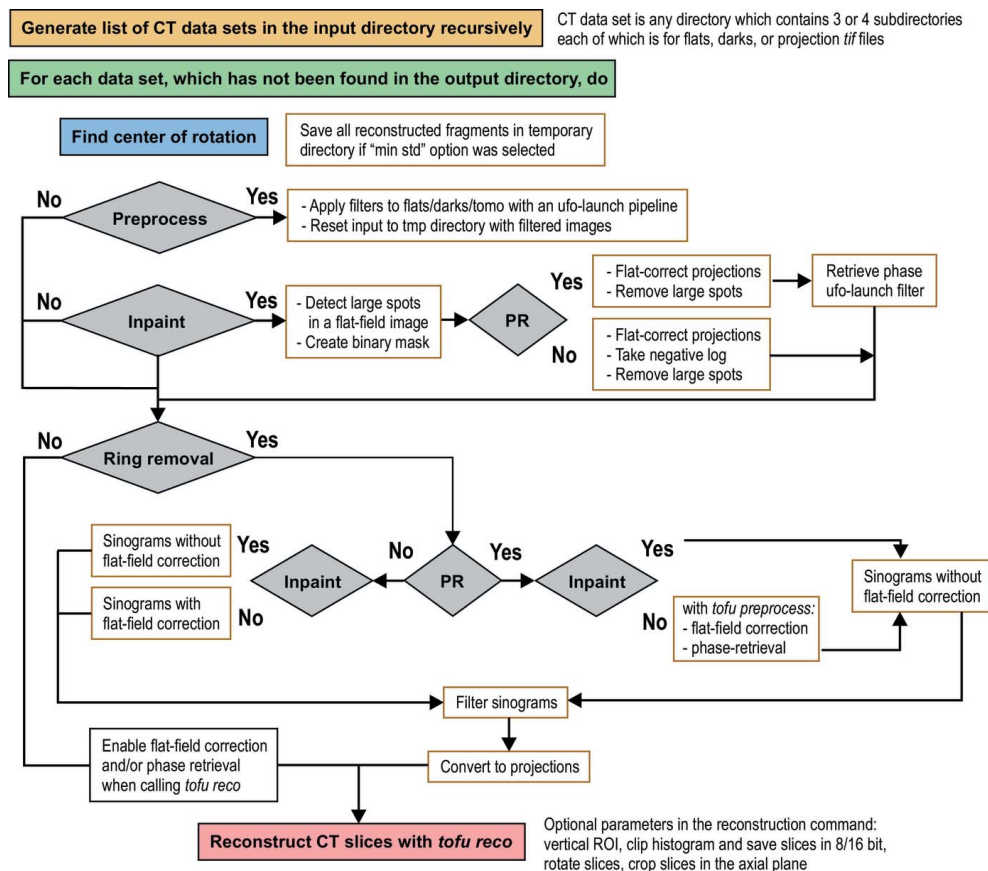 Generate list of CT data sets in the input directory recursively
CT data set is any directory which contains 3 or 4 subdirectories
each of which is for flats, darks, or projection tif files
For each data set, which has not been found in the output directory, do
Find center of rotation
Save all reconstructed fragments in temporary
directory if “min std” option was selected
No
Preprocess
Yes
- Apply filters to flats/darks/tomo with an ufo-launch pipeline
- Reset input to tmp directory with filtered images
No
Inpaint
Yes
- Detect large spots
in a flat-field image
- Create binary mask
PR
Yes
- Flat-correct projections
- Remove large spots
Retrieve phase
ufo-launch filter
No
- Flat-correct projections
- Take negative log
- Remove large spots
No
Ring removal
Yes
Sinograms without
flat-field correction
Yes
Sinograms with
flat-field correction
No
Inpaint
No
PR
Yes
Inpaint
Yes
No
with tofu preprocess:
- flat-field correction
- phase-retrieval
Sinograms without
flat-field correction
Filter sinograms
Enable flat-field correction
and/or phase retrieval
when calling tofu reco
Convert to projections
Reconstruct CT slices with tofu reco
Optional parameters in the reconstruction command:
vertical ROI, clip histogram and save slices in 8/16 bit,
rotate slices, crop slices in the axial plane